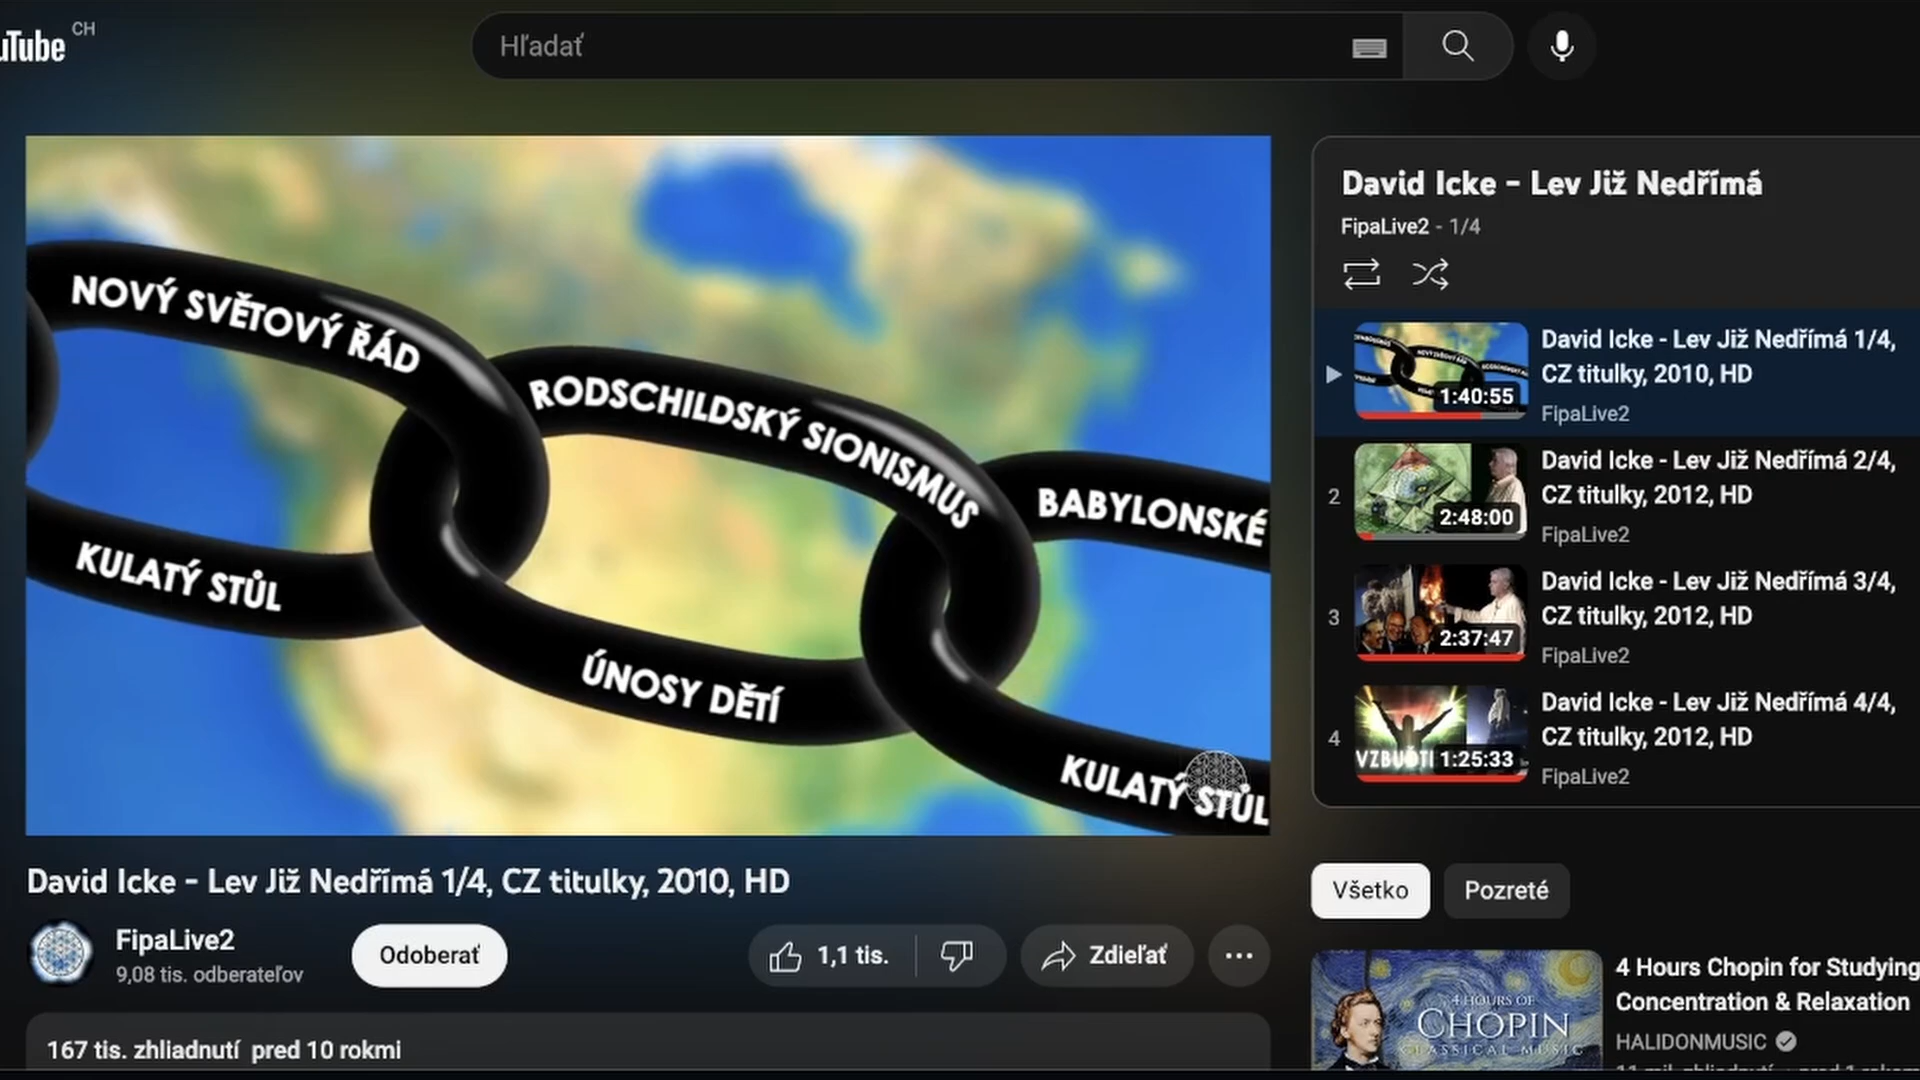 uTube CH
Hľadať
NOVÝ SVĚTOVÝ ŘÁD
RODSCHILDSKÝ SIONISMUS
BABYLONSKÉ
KULATÝ STŮL
ÚNOSY DĚTÍ
KULATÝ STŮL
David Icke - Lev Již Nedřímá 1/4, CZ titulky, 2010, HD
FipaLive2
9,08 tis. odberateľov
Odoberať
1,1 tis.
Zdieľať
167 tis. zhliadnutí pred 10 rokmi
David Icke - Lev Již Nedřímá
FipaLive2 - 1/4
1:40:55
David Icke - Lev Již Nedřímá 1/4,
CZ titulky, 2010, HD
FipaLive2
2
2:48:00
David Icke - Lev Již Nedřímá 2/4,
CZ titulky, 2012, HD
FipaLive2
3
2:37:47
David Icke - Lev Již Nedřímá 3/4,
CZ titulky, 2012, HD
FipaLive2
4
1:25:33
David Icke - Lev Již Nedřímá 4/4,
CZ titulky, 2012, HD
FipaLive2
Všetko
Pozreté
4 HOURS OF
CHOPIN
CLASSICAL MUSIC
4 Hours Chopin for Studying
Concentration & Relaxation
HALIDONMUSIC